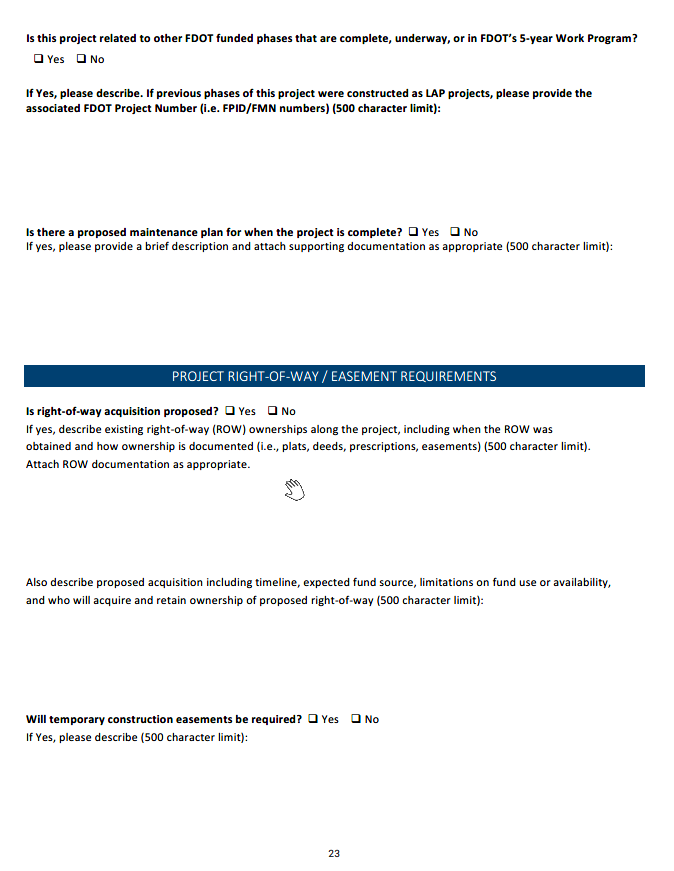 Is this project related to other FDOT funded phases that are complete, underway, or in FDOT’s 5-year Work Program?
❑ Yes ❑ No
If Yes, please describe. If previous phases of this project were constructed as LAP projects, please provide the
associated FDOT Project Number (i.e. FPID/FMN numbers) (500 character limit):
Is there a proposed maintenance plan for when the project is complete? ❑ Yes ❑ No
If yes, please provide a brief description and attach supporting documentation as appropriate (500 character limit):
PROJECT RIGHT-OF-WAY / EASEMENT REQUIREMENTS
Is right-of-way acquisition proposed? ❑ Yes ❑ No
If yes, describe existing right-of-way (ROW) ownerships along the project, including when the ROW was
obtained and how ownership is documented (i.e., plats, deeds, prescriptions, easements) (500 character limit).
Attach ROW documentation as appropriate.
Also describe proposed acquisition including timeline, expected fund source, limitations on fund use or availability,
and who will acquire and retain ownership of proposed right-of-way (500 character limit):
Will temporary construction easements be required? ❑ Yes ❑ No
If Yes, please describe (500 character limit):
23